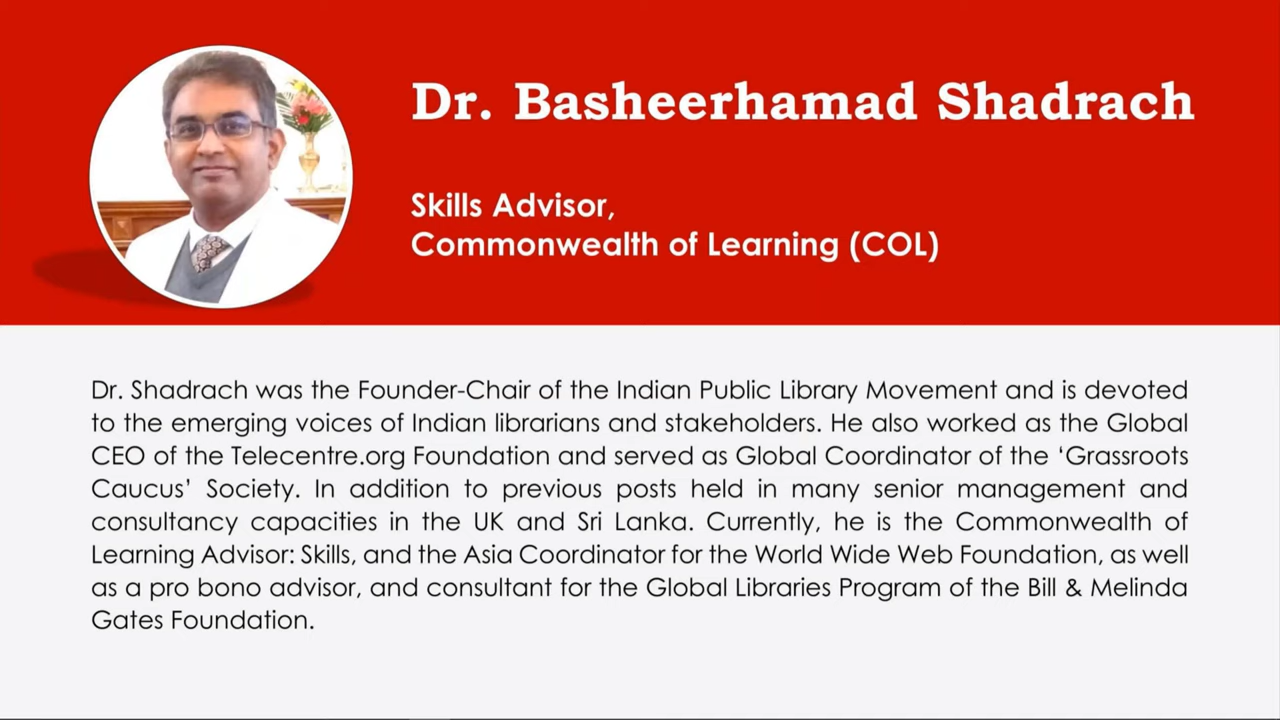 Dr. Basheerhamad Shadrach
Skills Advisor,
Commonwealth of Learning (COL)
Dr. Shadrach was the Founder-Chair of the Indian Public Library Movement and is devoted
to the emerging voices of Indian librarians and stakeholders. He also worked as the Global
CEO of the Telecentre.org Foundation and served as Global Coordinator of the ‘Grassroots
Caucus’ Society. In addition to previous posts held in many senior management and
consultancy capacities in the UK and Sri Lanka. Currently, he is the Commonwealth of
Learning Advisor: Skills, and the Asia Coordinator for the World Wide Web Foundation, as well
as a pro bono advisor, and consultant for the Global Libraries Program of the Bill & Melinda
Gates Foundation.